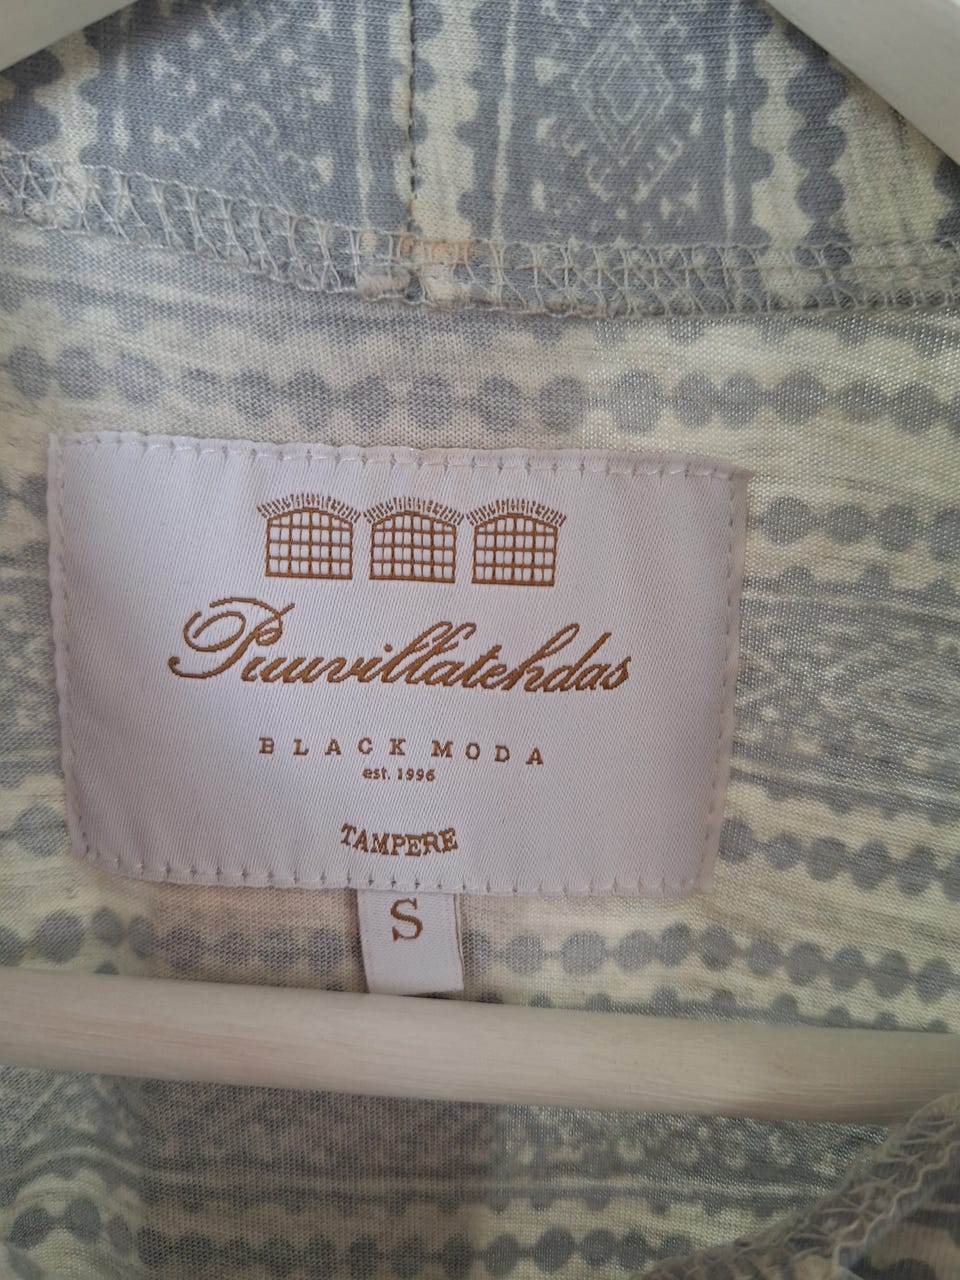 Puuvillatehdas
BLACK MODA
est. 1996
TAMPERE
S